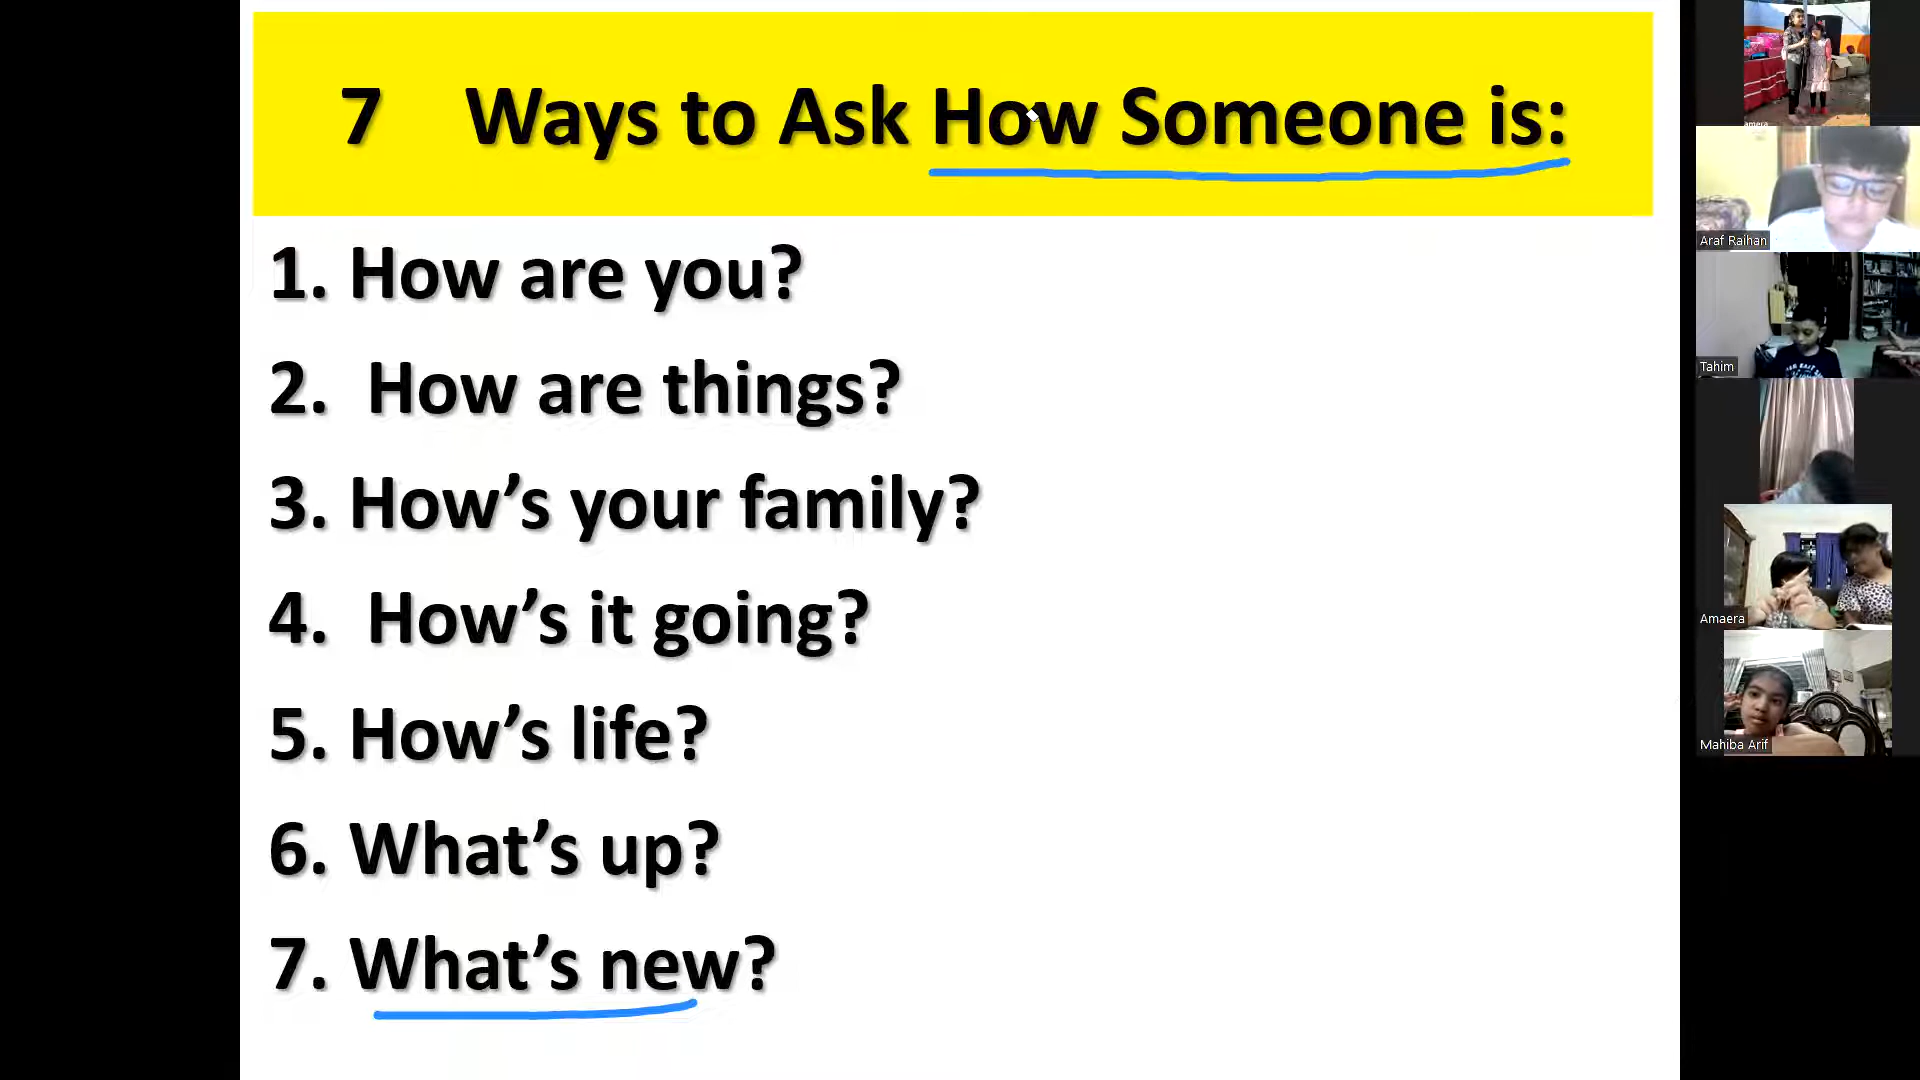 7 Ways to Ask How Someone is:
1. How are you?
2. How are things?
3. How’s your family?
4. How’s it going?
5. How’s life?
6. What’s up?
7. What’s new?
amera
Araf Raihan
Tahim
Amaera
Mahiba Arif